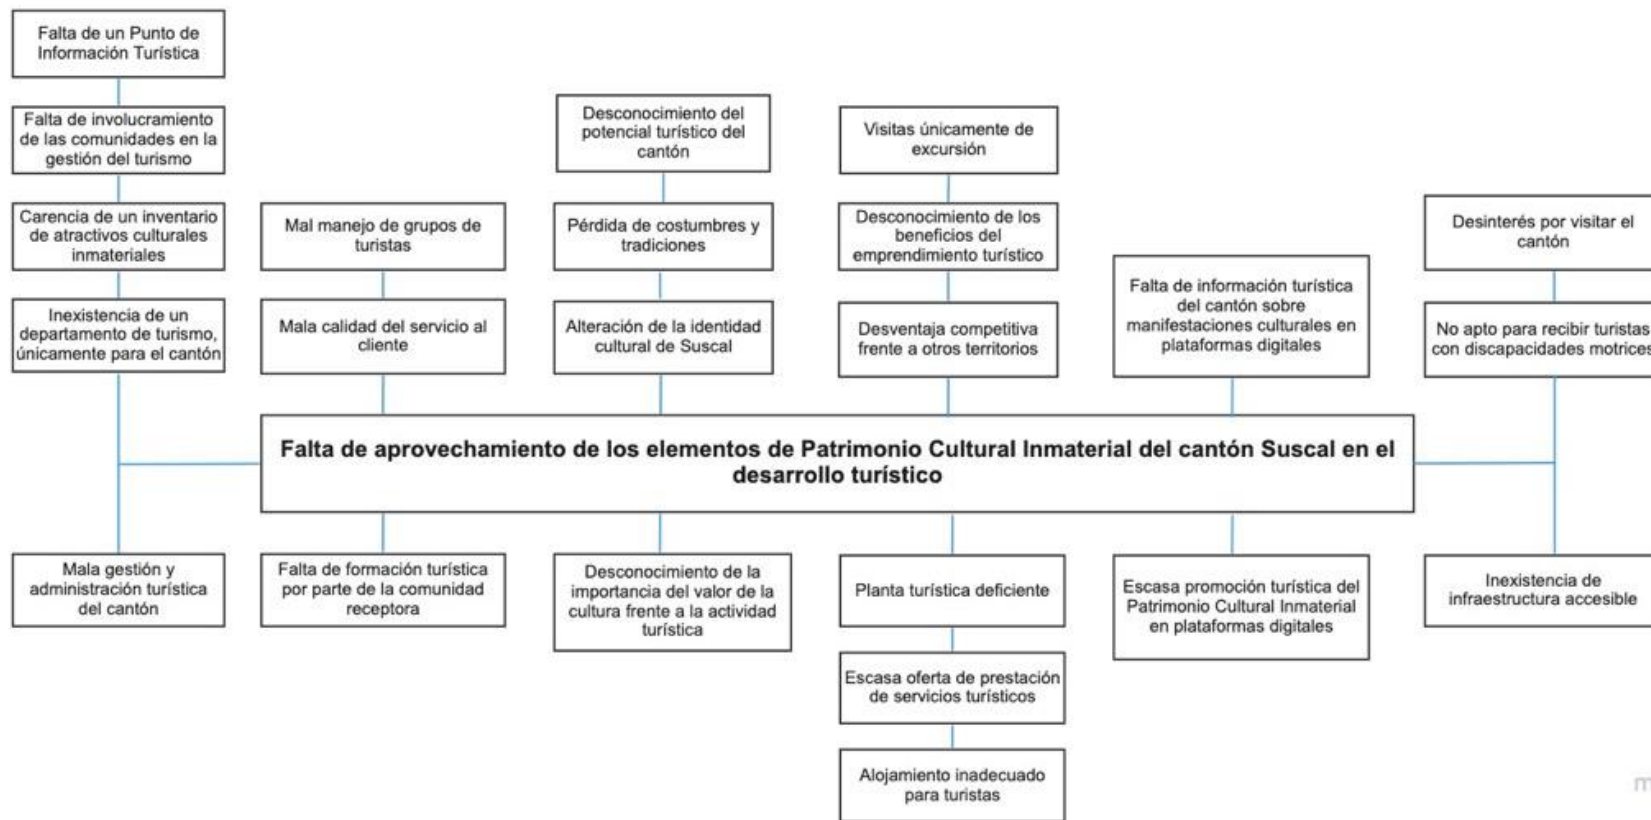 Falta de un Punto de
Información Turística
Falta de involucramiento
de las comunidades en la
gestión del turismo
Desconocimiento del
potencial turístico del
cantón
Visitas únicamente de
excursión
Carencia de un inventario
de atractivos culturales
inmateriales
Mal manejo de grupos de
turistas
Pérdida de costumbres y
tradiciones
Desconocimiento de los
beneficios del
emprendimiento turístico
Desinterés por visitar el
cantón
Inexistencia de un
departamento de turismo,
únicamente para el cantón
Mala calidad del servicio al
cliente
Alteración de la identidad
cultural de Suscal
Desventaja competitiva
frente a otros territorios
Falta de información turística
del cantón sobre
manifestaciones culturales en
plataformas digitales
No apto para recibir turistas
con discapacidades motrices
Falta de aprovechamiento de los elementos de Patrimonio Cultural Inmaterial del cantón Suscal en el
desarrollo turístico
Mala gestión y
administración turística
del cantón
Falta de formación turística
por parte de la comunidad
receptora
Desconocimiento de la
importancia del valor de la
cultura frente a la actividad
turística
Planta turística deficiente
Escasa promoción turística del
Patrimonio Cultural Inmaterial
en plataformas digitales
Inexistencia de
infraestructura accesible
Escasa oferta de prestación
de servicios turísticos
Alojamiento inadecuado
para turistas